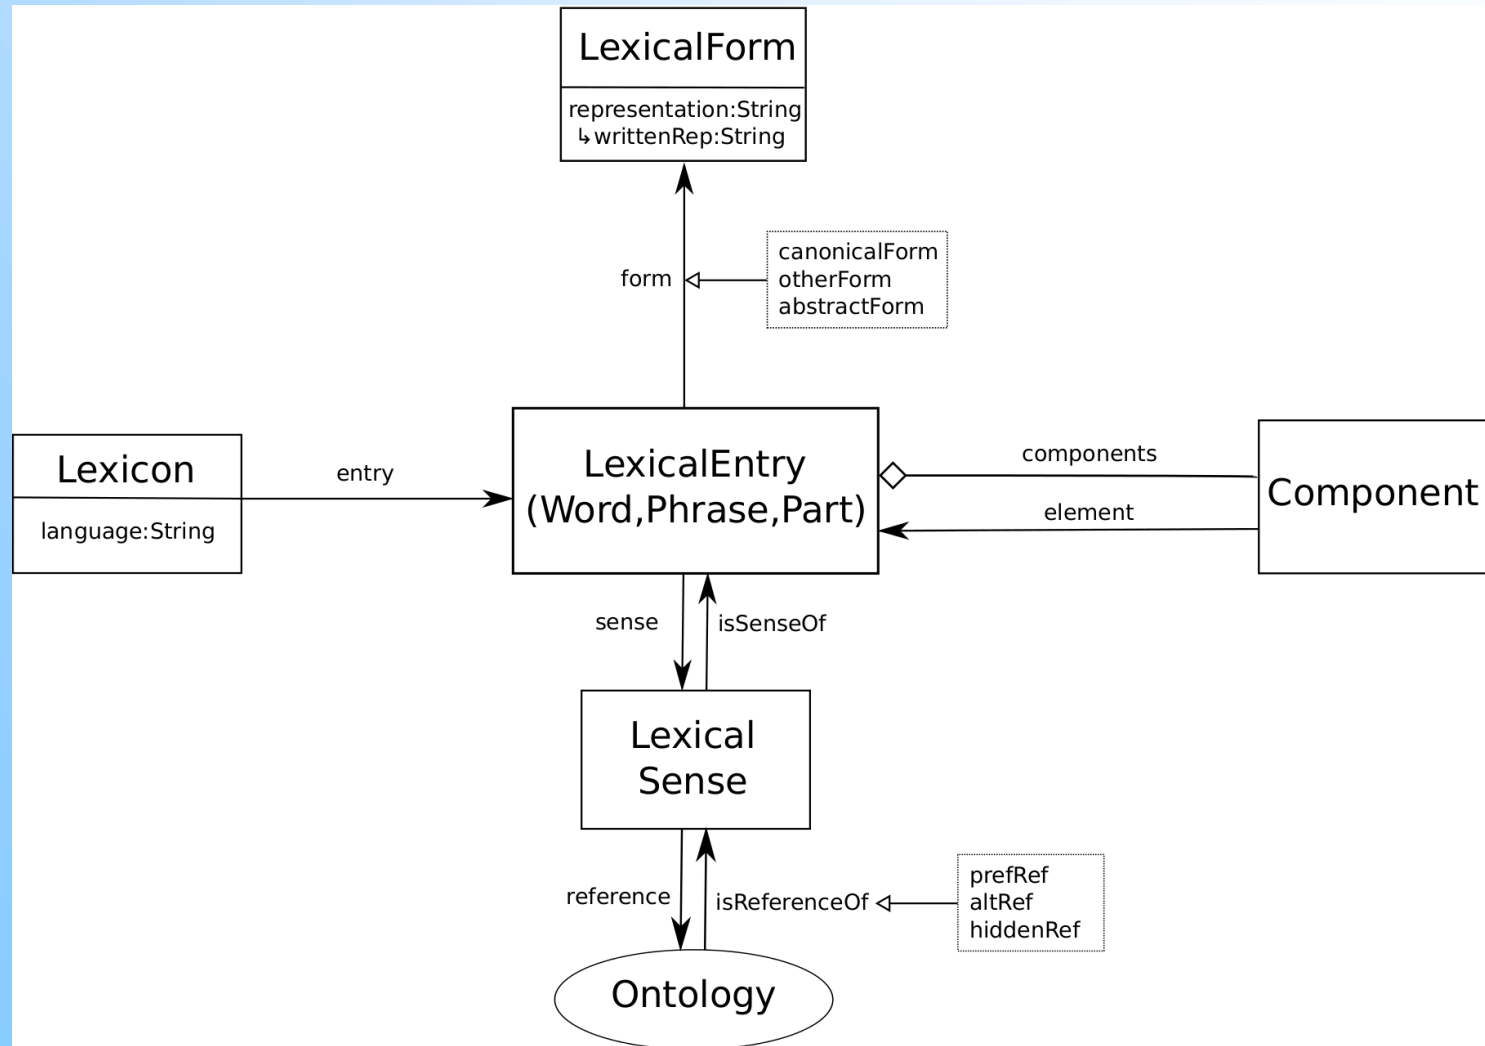 LexicalForm
representation:String
↳writtenRep:String
form
canonicalForm
otherForm
abstractForm
Lexicon
language:String
entry
LexicalEntry
(Word,Phrase,Part)
components
element
Component
sense
isSenseOf
Lexical
Sense
reference
isReferenceOf
prefRef
altRef
hiddenRef
Ontology